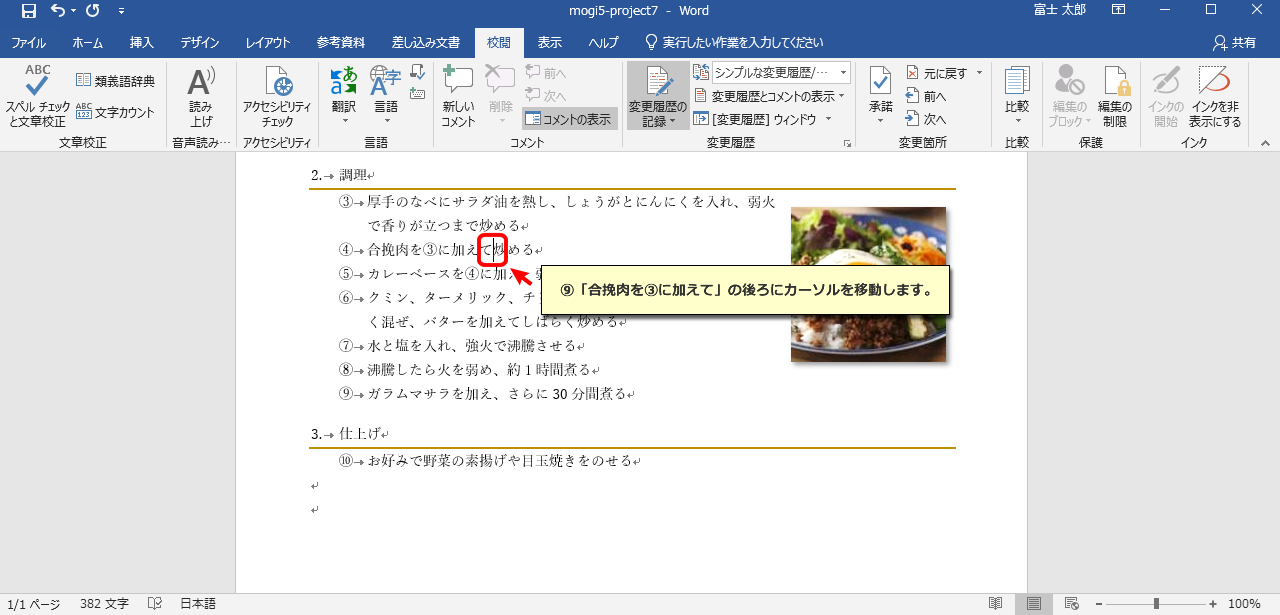 mogi5-project7 - Word
富士 太郎
ファイル ホーム 挿入 デザイン レイアウト 参考資料 差し込み文書 校閲 表示 ヘルプ 実行したい作業を入力してください 共有
ABC
スペル チェック
と文章校正
類義語辞典
ABC
123
文字カウント
文章校正
A
読み
上げ
音声読み…
アクセシビリティ
チェック
アクセシビリティ
あ
翻訳
字
A
言語
言語
新しい
コメント
削除
前へ
次へ
コメントの表示
コメント
変更履歴の
記録
シンプルな変更履歴/…
変更履歴とコメントの表示
[変更履歴] ウィンドウ
変更履歴
承諾
元に戻す
前へ
次へ
変更箇所
比較
比較
編集の
ブロック
編集の
制限
保護
インクの
開始
インクを非
表示にする
インク
2.→ 調理
③→厚手のなべにサラダ油を熱し、しょうがとにんにくを入れ、弱火
で香りが立つまで炒める
④→合挽肉を③に加えて炒める
⑤→カレーベースを④に加え
⑨「合挽肉を③に加えて」の後ろにカーソルを移動します。
⑥→クミン、ターメリック、チ
く混ぜ、バターを加えてしばらく炒める
⑦→水と塩を入れ、強火で沸騰させる
⑧→沸騰したら火を弱め、約1時間煮る
⑨→ガラムマサラを加え、さらに 30 分間煮る
3.→ 仕上げ
⑩→お好みで野菜の素揚げや目玉焼きをのせる
1/1 ページ 382 文字 日本語 100%